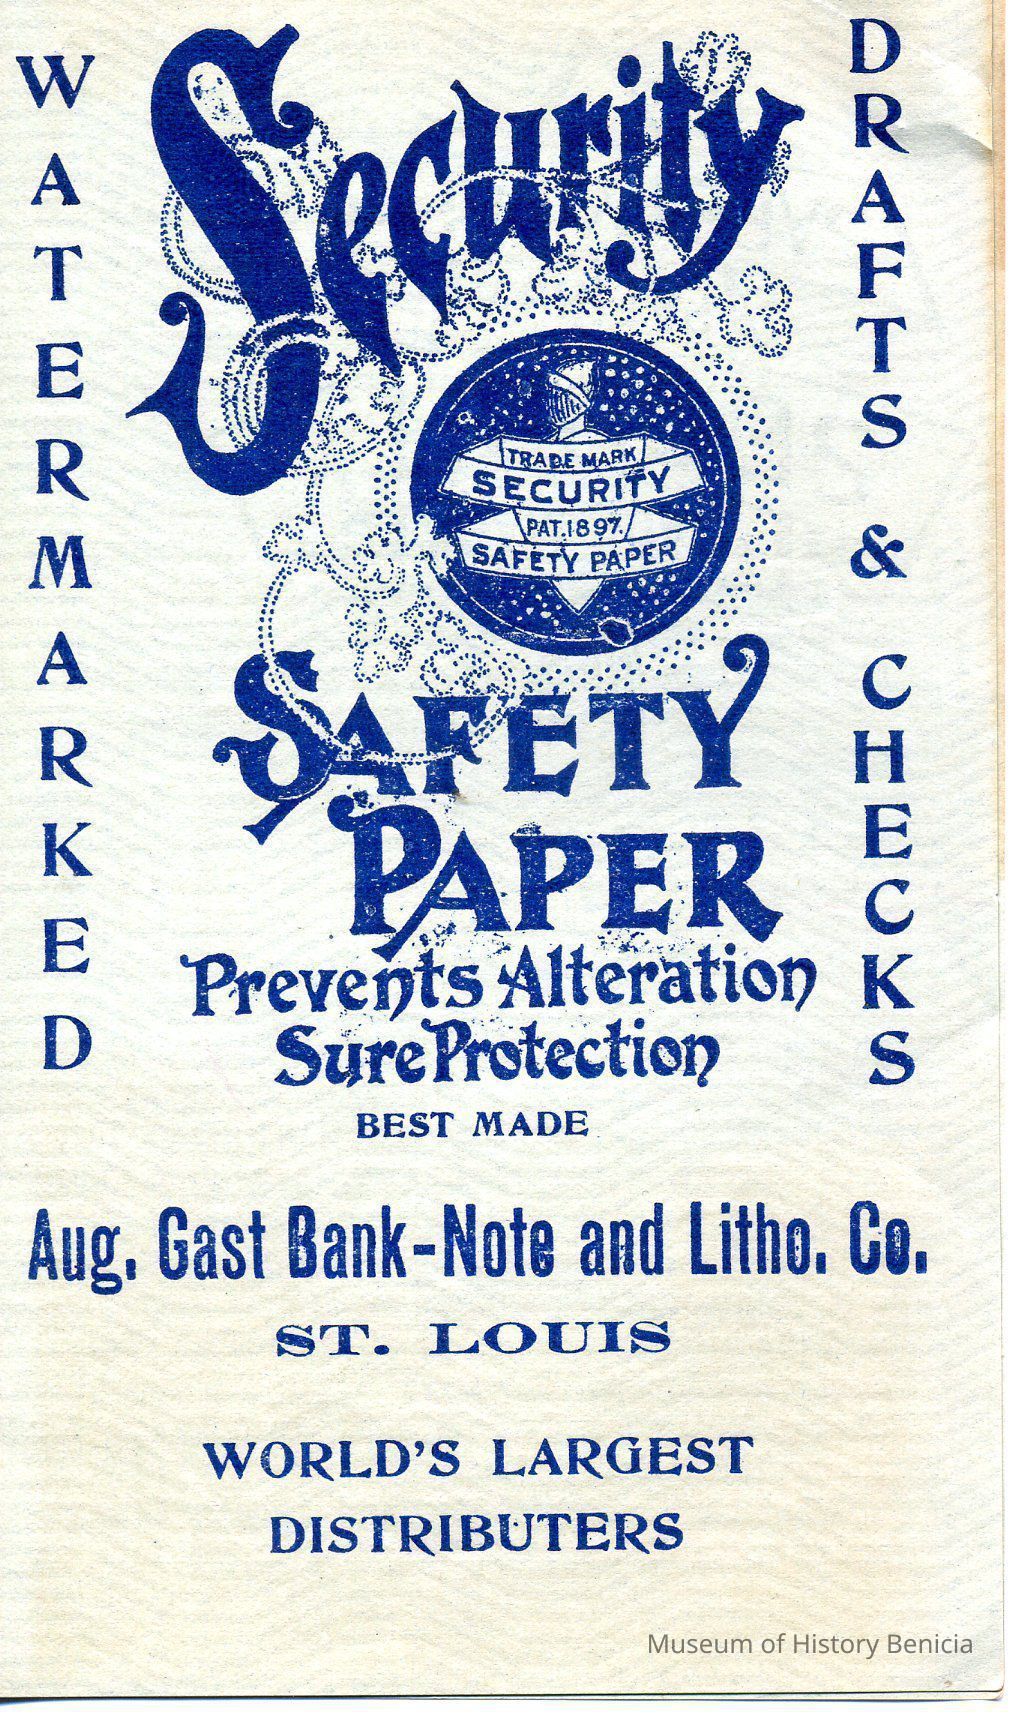 WATERMARKED
Security
TRADE MARK
SECURITY
PAT. 1897.
SAFETY PAPER
SAFETY
PAPER
Prevents Alteration
Sure Protection
BEST MADE
DRAFTS & CHECKS
Aug. Gast Bank-Note and Litho. Co.
ST. LOUIS
WORLD'S LARGEST
DISTRIBUTERS
Museum of History Benicia